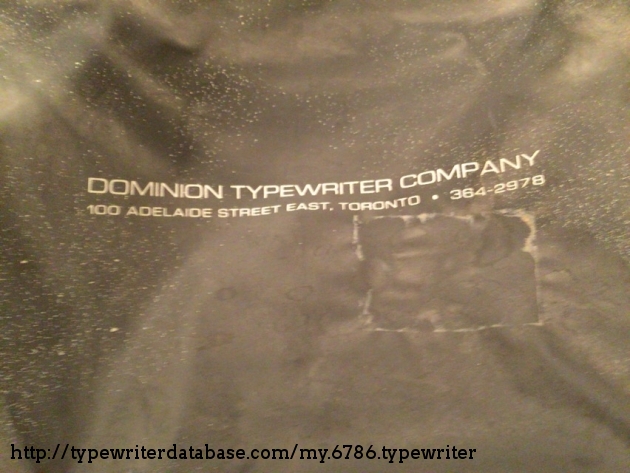 DOMINION TYPEWRITER COMPANY
100 ADELAIDE STREET EAST, TORONTO • 364-2978
http://typewriterdatabase.com/my.6786.typewriter